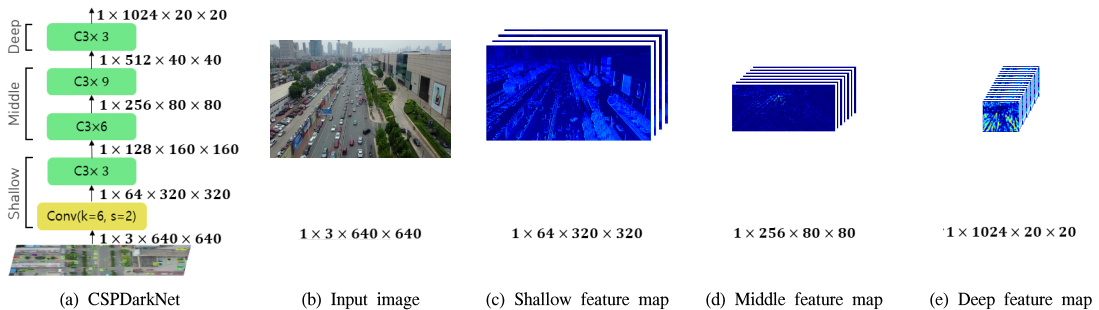 1 × 1024 × 20 × 20
Deep
C3× 3
1 × 512 × 40 × 40
Middle
C3× 9
1 × 256 × 80 × 80
C3×6
1 × 128 × 160 × 160
Shallow
C3× 3
1 × 64 × 320 × 320
Conv(k=6, s=2)
1 × 3 × 640 × 640
(a) CSPDarkNet
1 × 3 × 640 × 640
(b) Input image
1 × 64 × 320 × 320
(c) Shallow feature map
1 × 256 × 80 × 80
(d) Middle feature map
1 × 1024 × 20 × 20
(e) Deep feature map